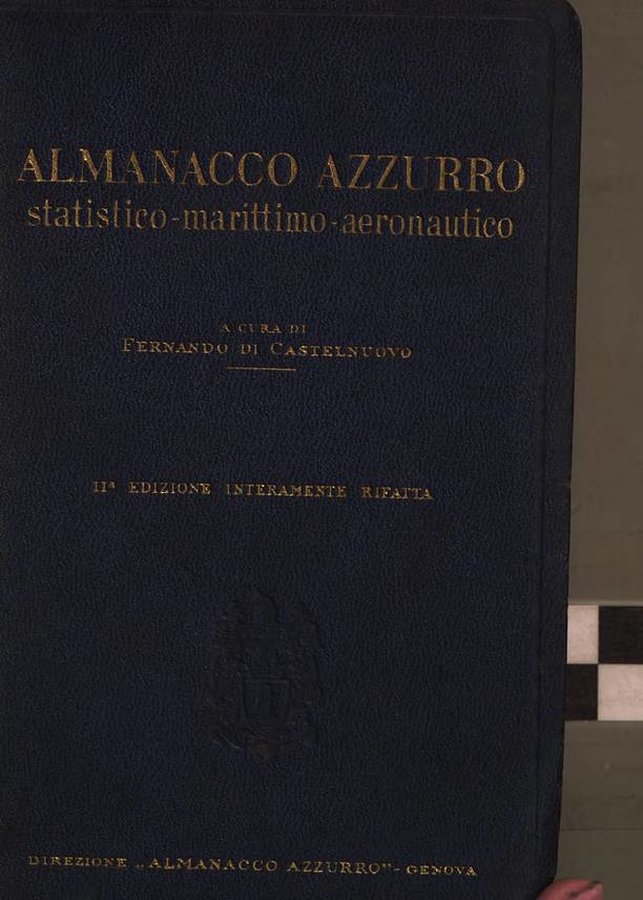 ALMANACCO AZZURRO
statistico-marittimo-aeronautico
A CURA DI
FERNANDO DI CASTELNUOVO
IIª EDIZIONE INTERAMENTE RIFATTA
DIREZIONE „ALMANACCO AZZURRO”- GENOVA